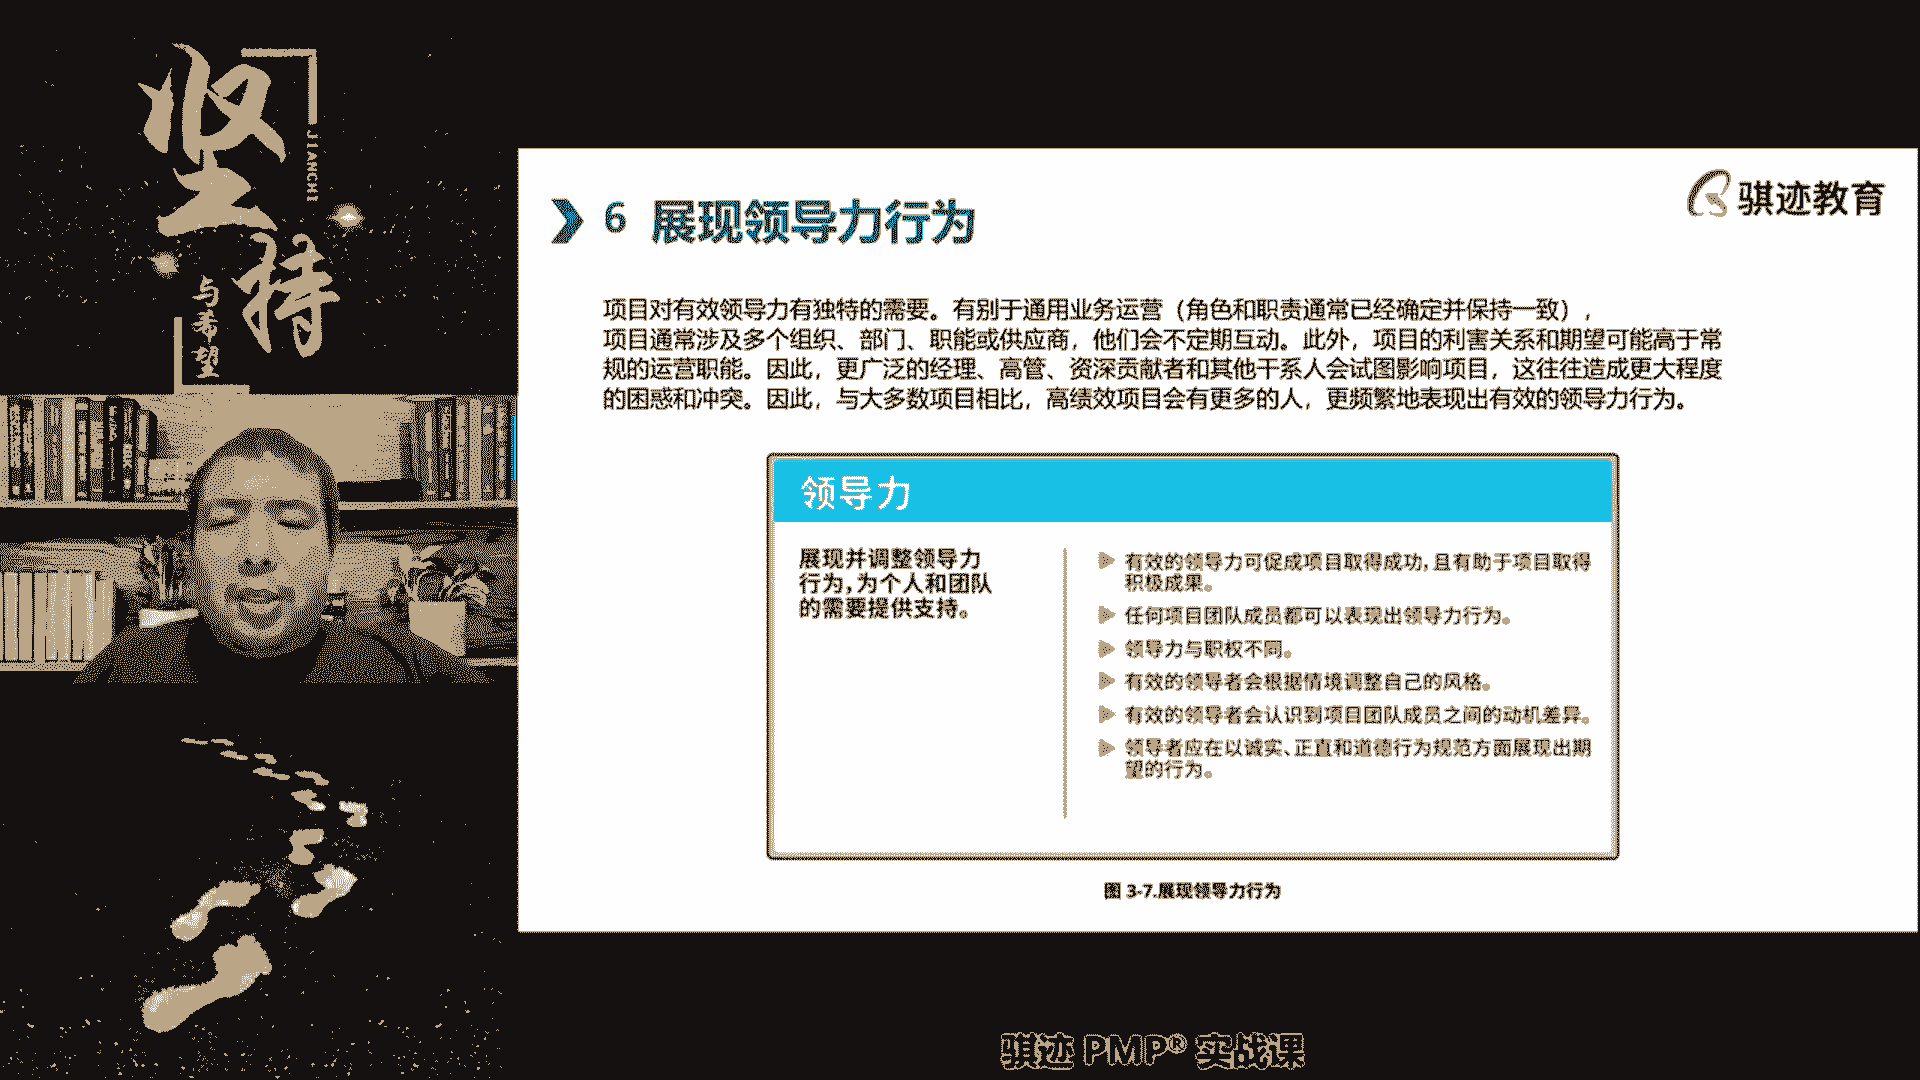 坚持
JIANCHI
与希望
骐迹教育
6 展现领导力行为
项目对有效领导力有独特的需要。有别于通用业务运营（角色和职责通常已经确定并保持一致），
项目通常涉及多个组织、部门、职能或供应商，他们会不定期互动。此外，项目的利害关系和期望可能高于常
规的运营职能。因此，更广泛的经理、高管、资深贡献者和其他干系人会试图影响项目，这往往造成更大程度
的困惑和冲突。因此，与大多数项目相比，高绩效项目会有更多的人，更频繁地表现出有效的领导力行为。
领导力
展现并调整领导力
行为，为个人和团队
的需要提供支持。
有效的领导力可促成项目取得成功，且有助于项目取得
积极成果。
任何项目团队成员都可以表现出领导力行为。
领导力与职权不同。
有效的领导者会根据情境调整自己的风格。
有效的领导者会认识到项目团队成员之间的动机差异。
领导者应在以诚实、正直和道德行为规范方面展现出期
望的行为。
图 3-7.展现领导力行为
骐迹 PMP® 实战课